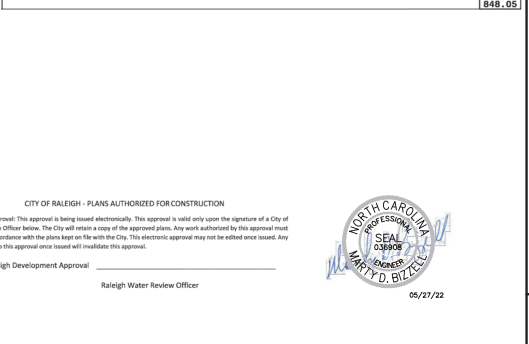 848.05
CITY OF RALEIGH - PLANS AUTHORIZED FOR CONSTRUCTION
roval: This approval is being issued electronically. This approval is valid only upon the signature of a City of
Officer below. The City will retain a copy of the approved plans. Any work authorized by this approval must
ordance with the plans kept on file with the City. This electronic approval may not be edited once issued. Any
o this approval once issued will invalidate this approval.
igh Development Approval
Raleigh Water Review Officer
NORTH CAROLINA
PROFESSIONAL
SEAL
036908
ENGINEER
MARTY D. BIZZELL
05/27/22